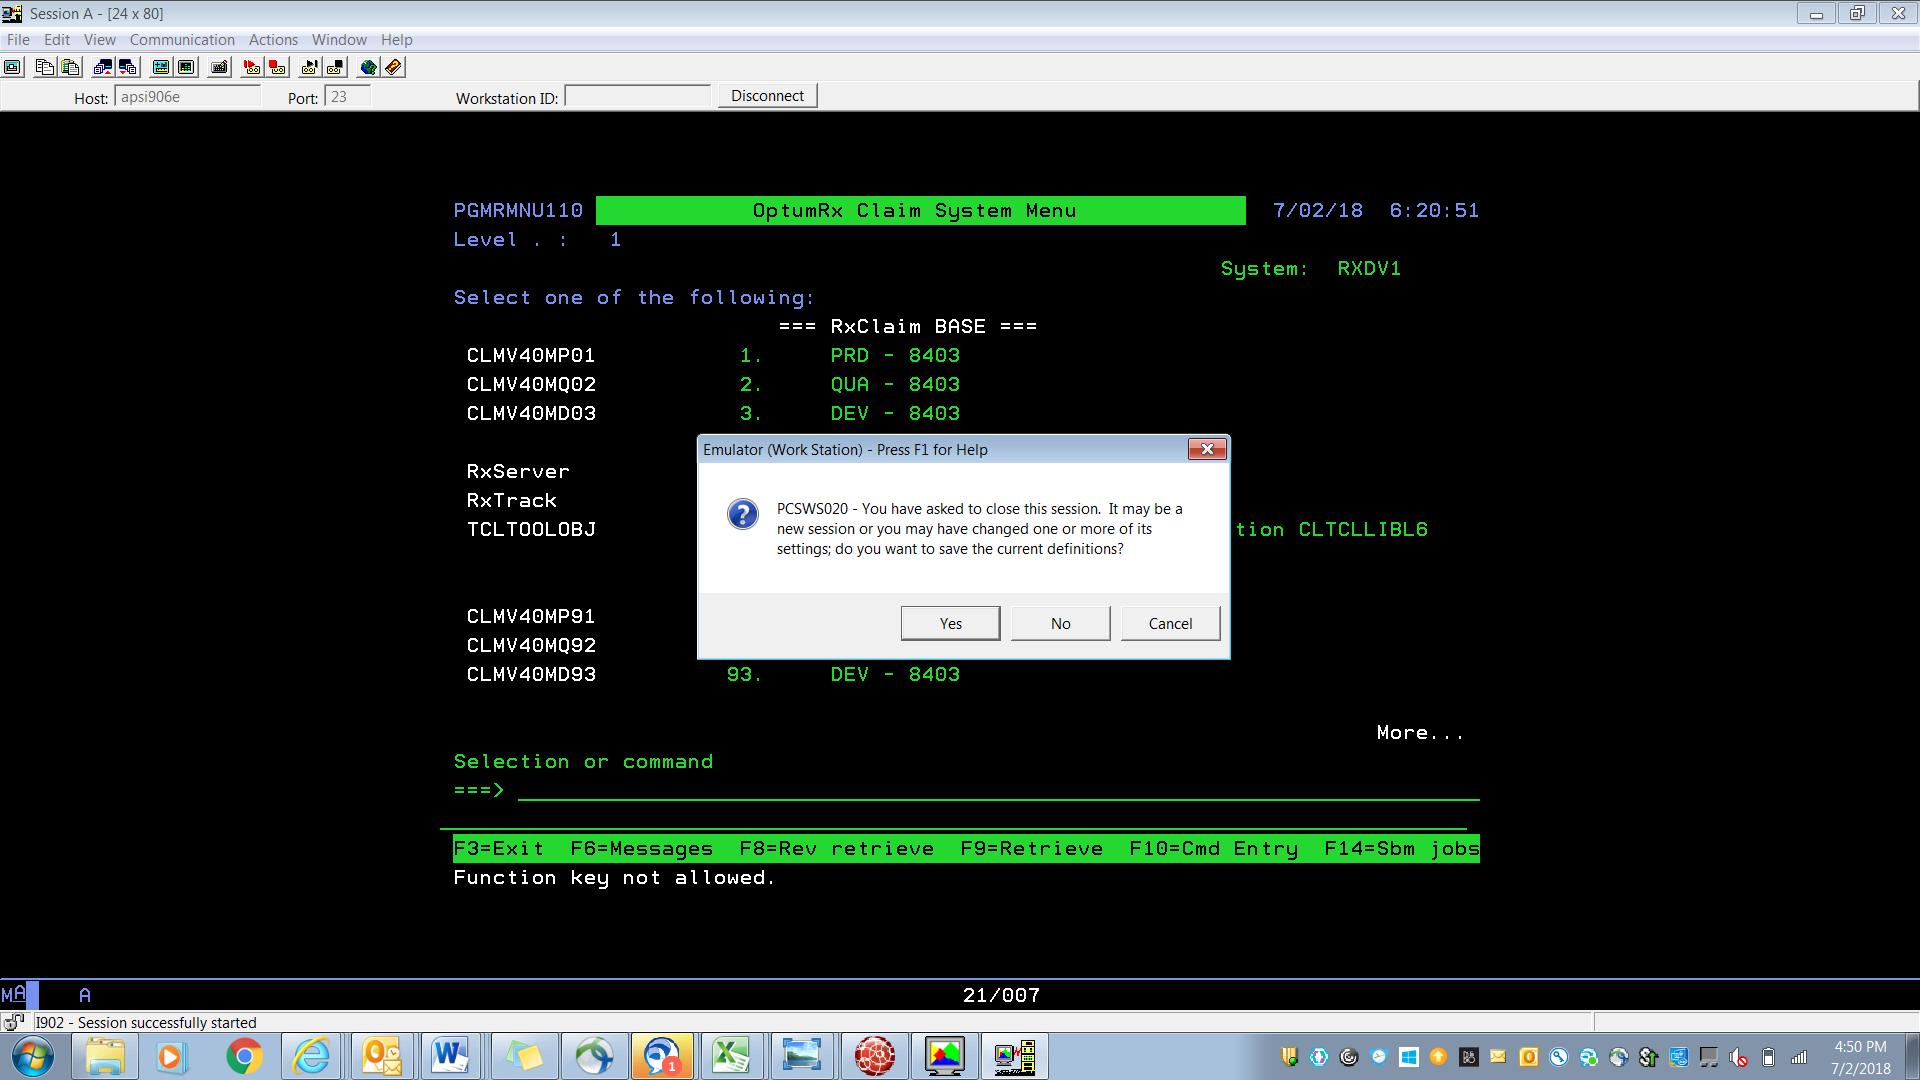 Session A - [24 x 80]
File Edit View Communication Actions Window Help
Host: apsi906e Port: 23 Workstation ID: Disconnect
PGMRMNU110 OptumRx Claim System Menu 7/02/18 6:20:51
Level . : 1
System: RXDV1
Select one of the following:
=== RxClaim BASE ===
CLMV40MP01 1. PRD - 8403
CLMV40MQ02 2. QUA - 8403
CLMV40MD03 3. DEV - 8403
Emulator (Work Station) - Press F1 for Help
RxServer
RxTrack
PCSWS020 - You have asked to close this session. It may be a
new session or you may have changed one or more of its
settings; do you want to save the current definitions?
TCLTOOLOBJ tion CLTCLLIBL6
Yes No Cancel
CLMV40MP91
CLMV40MQ92
CLMV40MD93 93. DEV - 8403
More...
Selection or command
===>
F3=Exit F6=Messages F8=Rev retrieve F9=Retrieve F10=Cmd Entry F14=Sbm jobs
Function key not allowed.
MA A 21/007
I902 - Session successfully started
1
4:50 PM
7/2/2018